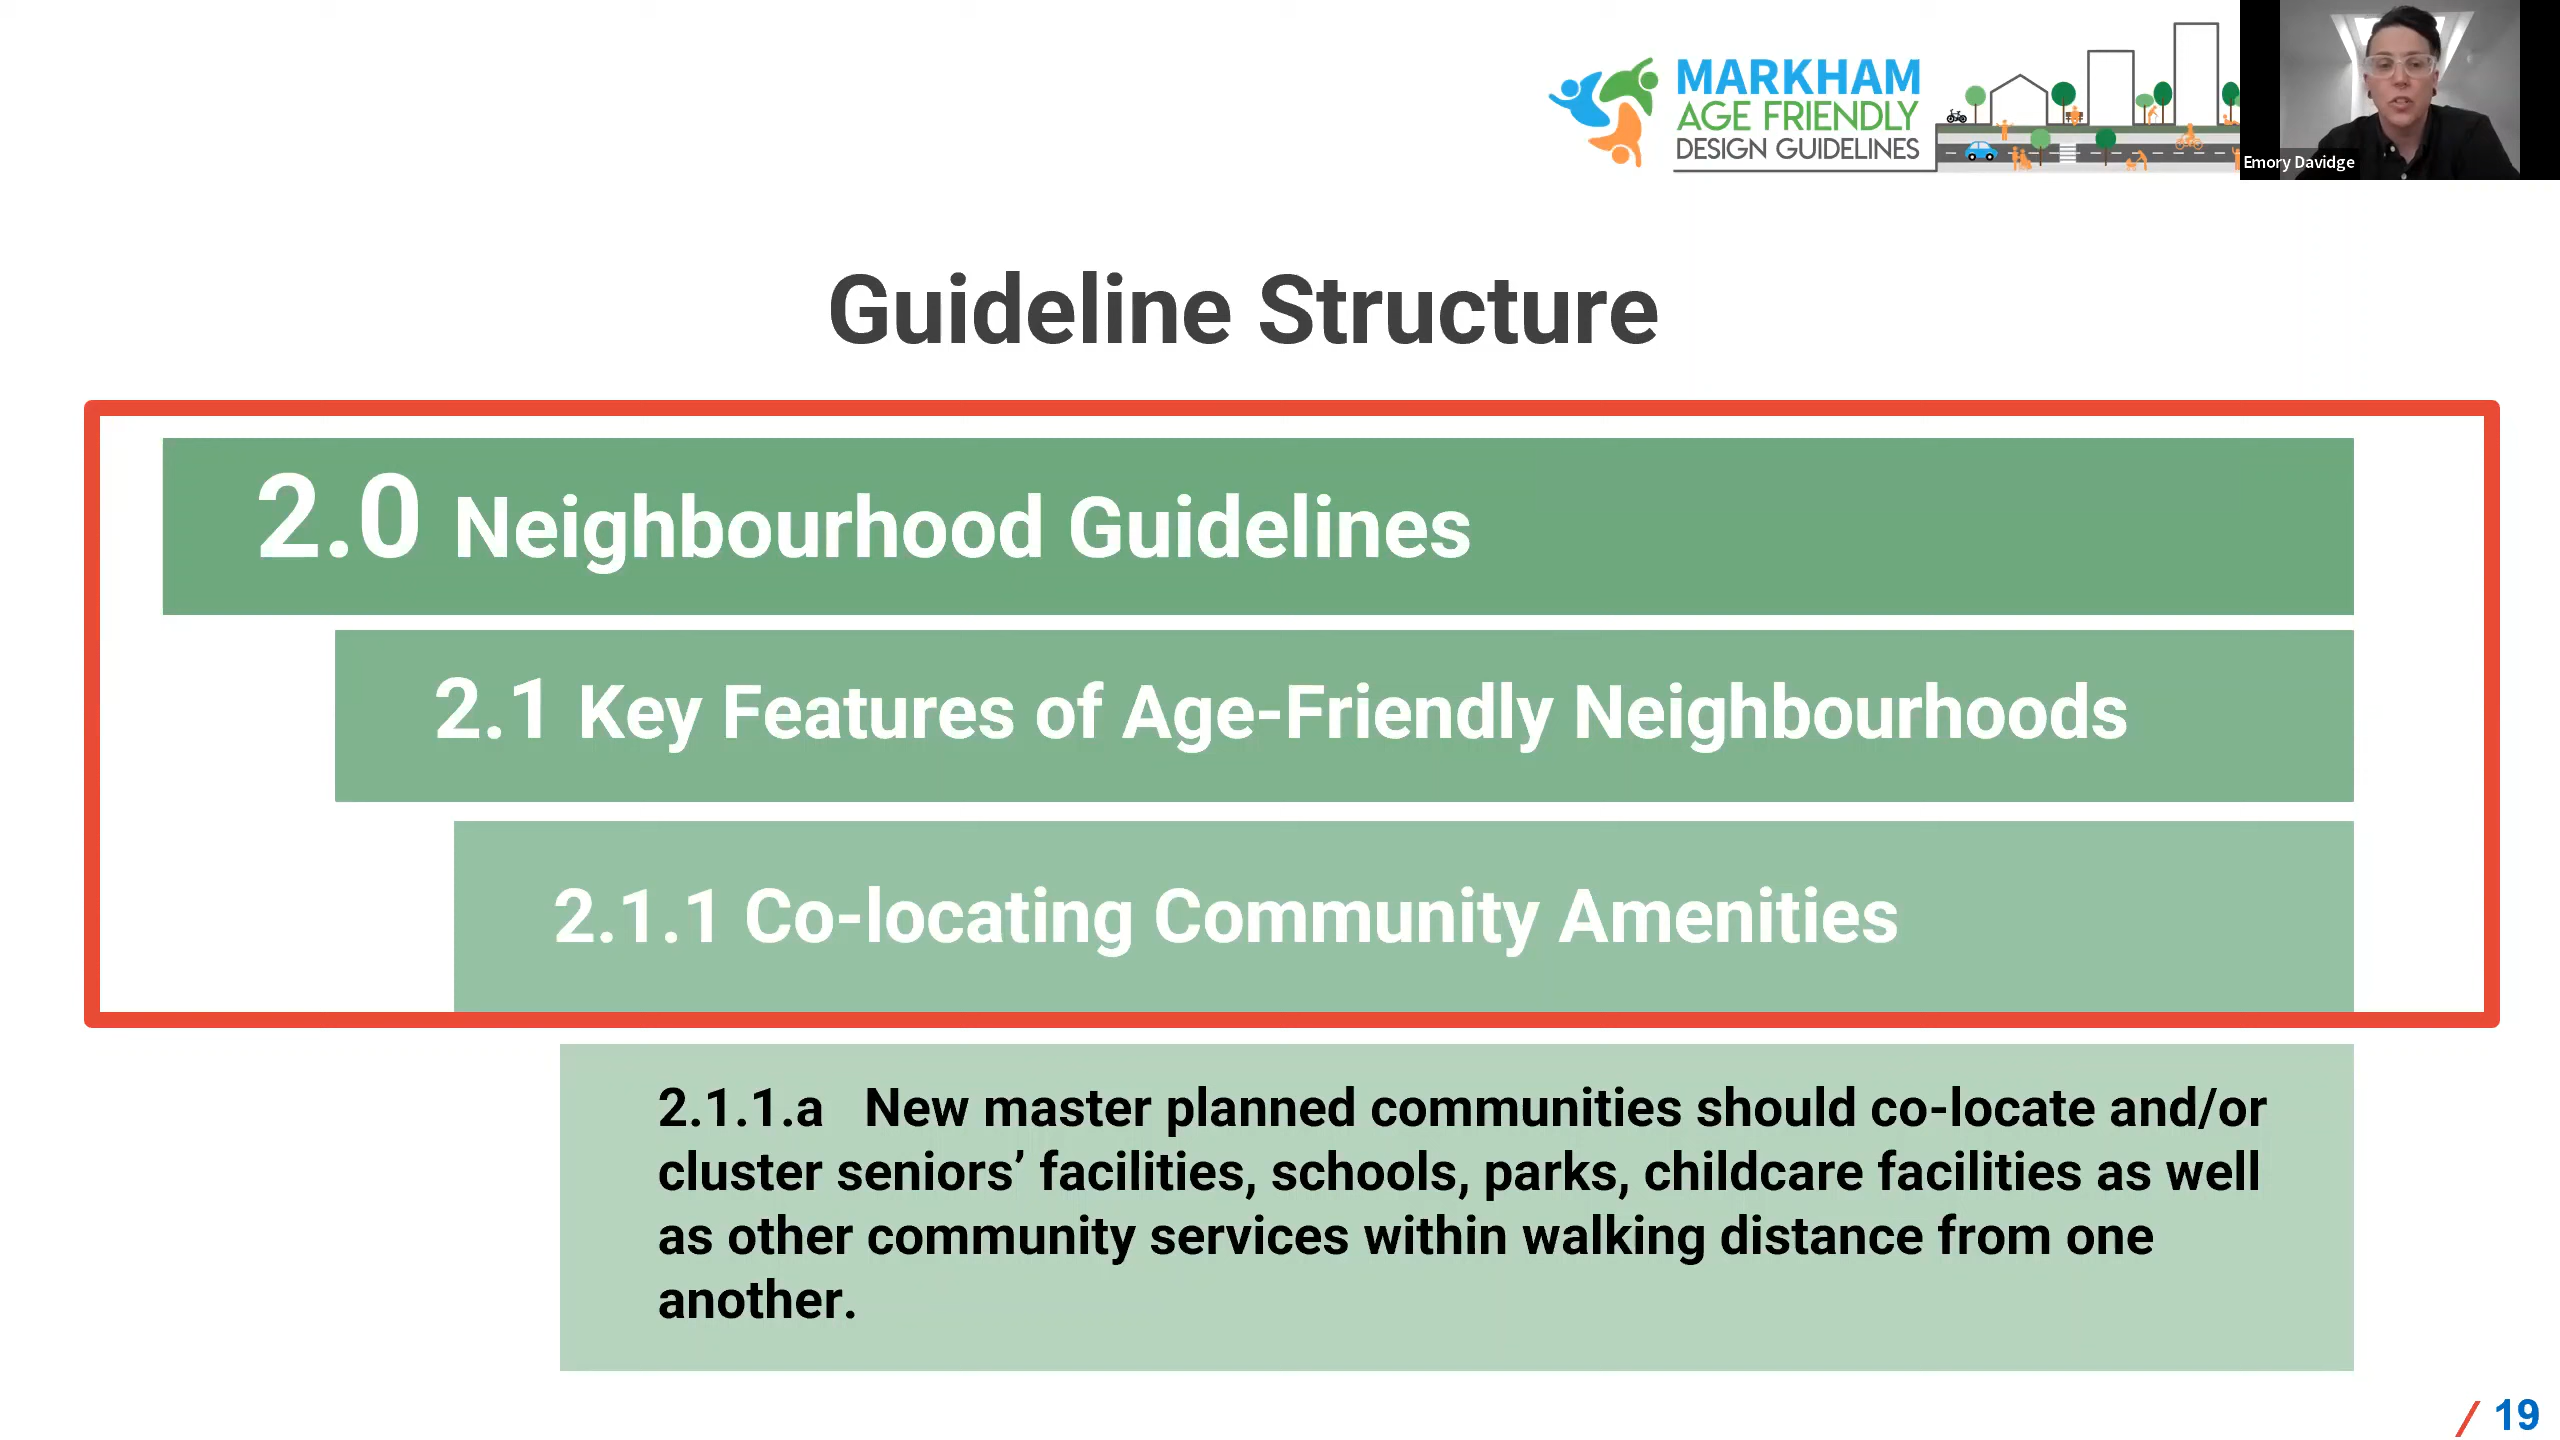 MARKHAM
AGE FRIENDLY
DESIGN GUIDELINES
Emory Davidge
Guideline Structure
2.0 Neighbourhood Guidelines
2.1 Key Features of Age-Friendly Neighbourhoods
2.1.1 Co-locating Community Amenities
2.1.1.a New master planned communities should co-locate and/or
cluster seniors’ facilities, schools, parks, childcare facilities as well
as other community services within walking distance from one
another.
/ 19